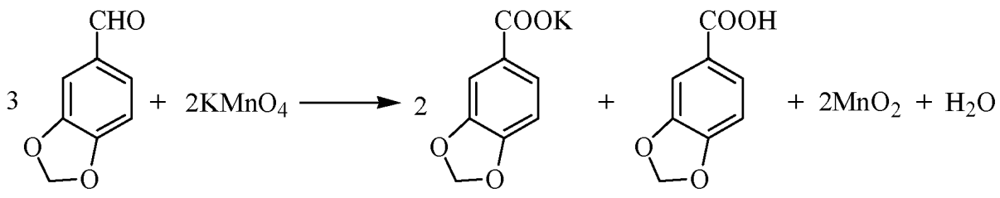 CHO COOK COOH
3 + 2KMnO₄ 2 + + 2MnO₂ + H₂O
O O O O O O